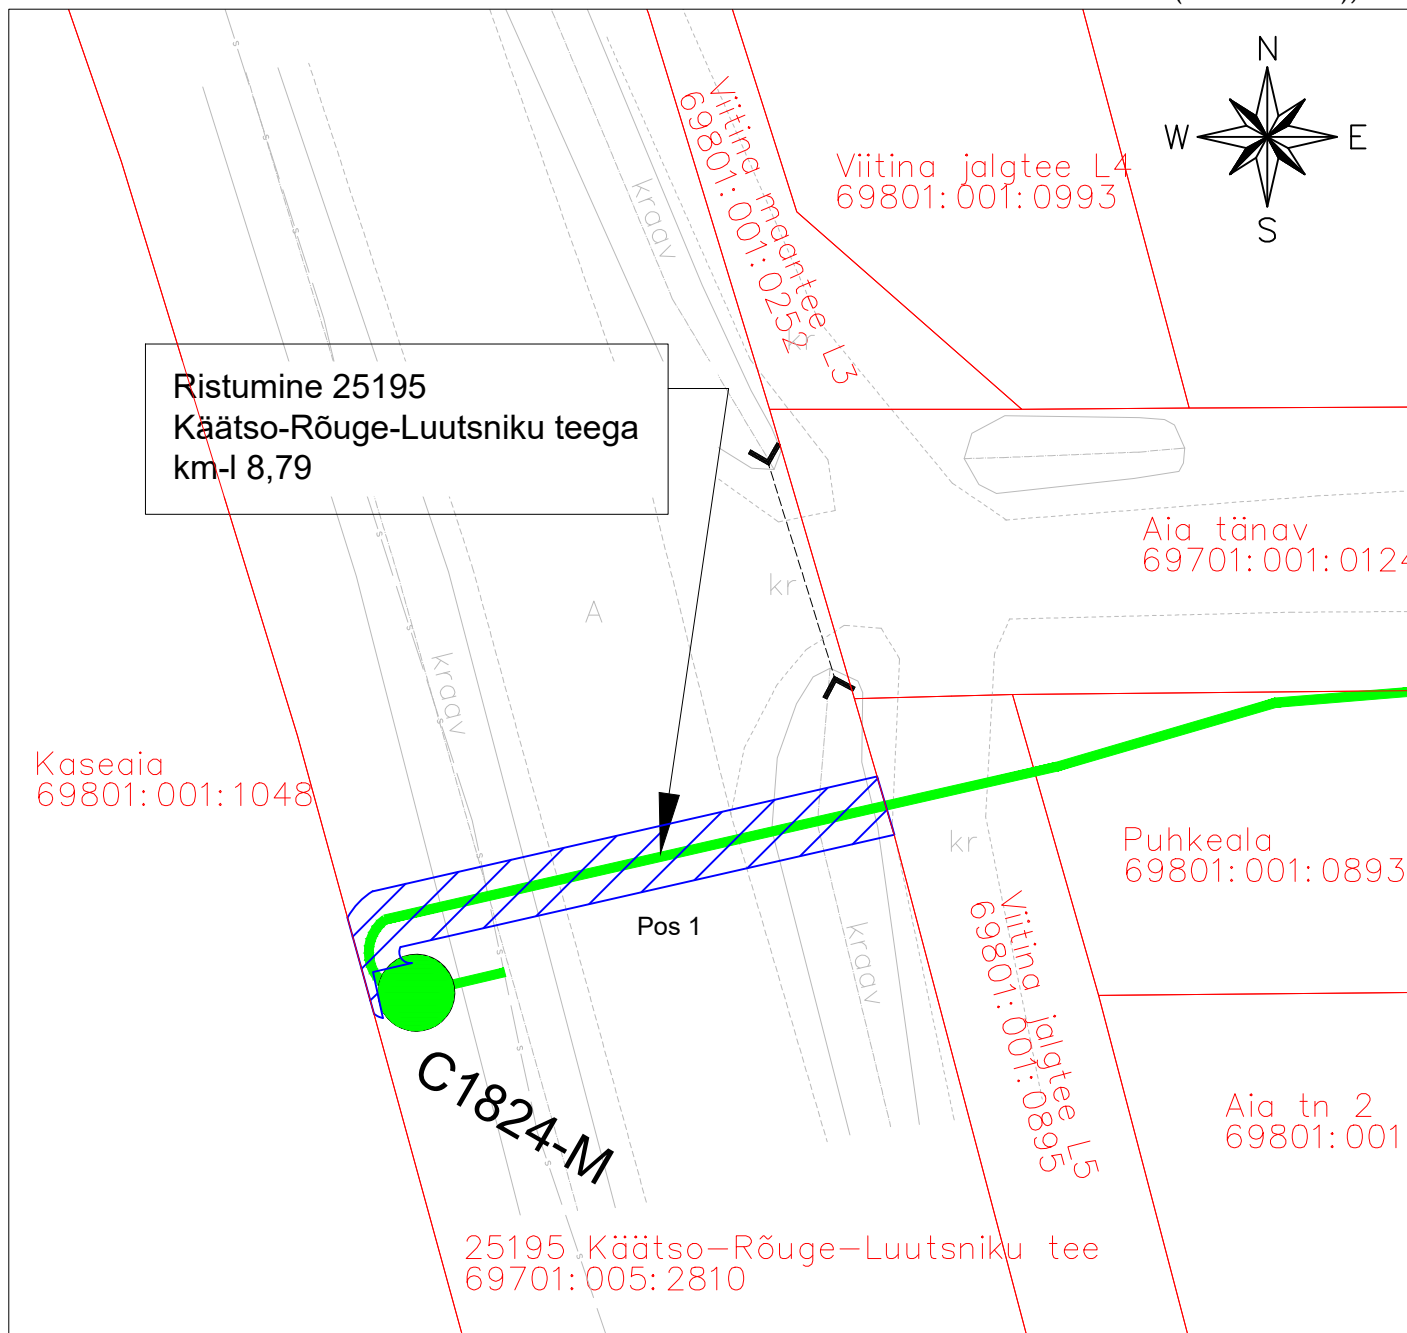 N
W E
S
Viitina maantee L3
69801:001:0252
Viitina jalgtee L4
69801:001:0993
kraav
Ristumine 25195
Käätso-Rõuge-Luutsniku teega
km-l 8,79
Aia tänav
69701:001:0124
kr
A
kraav
Kaseaia
69801:001:1048
kr
Puhkeala
69801:001:0893
Pos 1
kraav
Viitina jalgtee L5
69801:001:0895
C1824-M
Aia tn 2
69801:001
25195 Käätso-Rõuge-Luutsniku tee
69701:005:2810